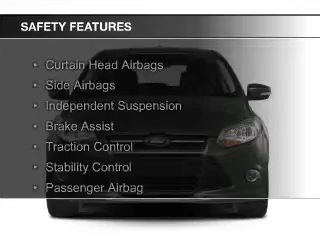 SAFETY FEATURES
• Curtain Head Airbags
• Side Airbags
• Independent Suspension
• Brake Assist
• Traction Control
• Stability Control
• Passenger Airbag